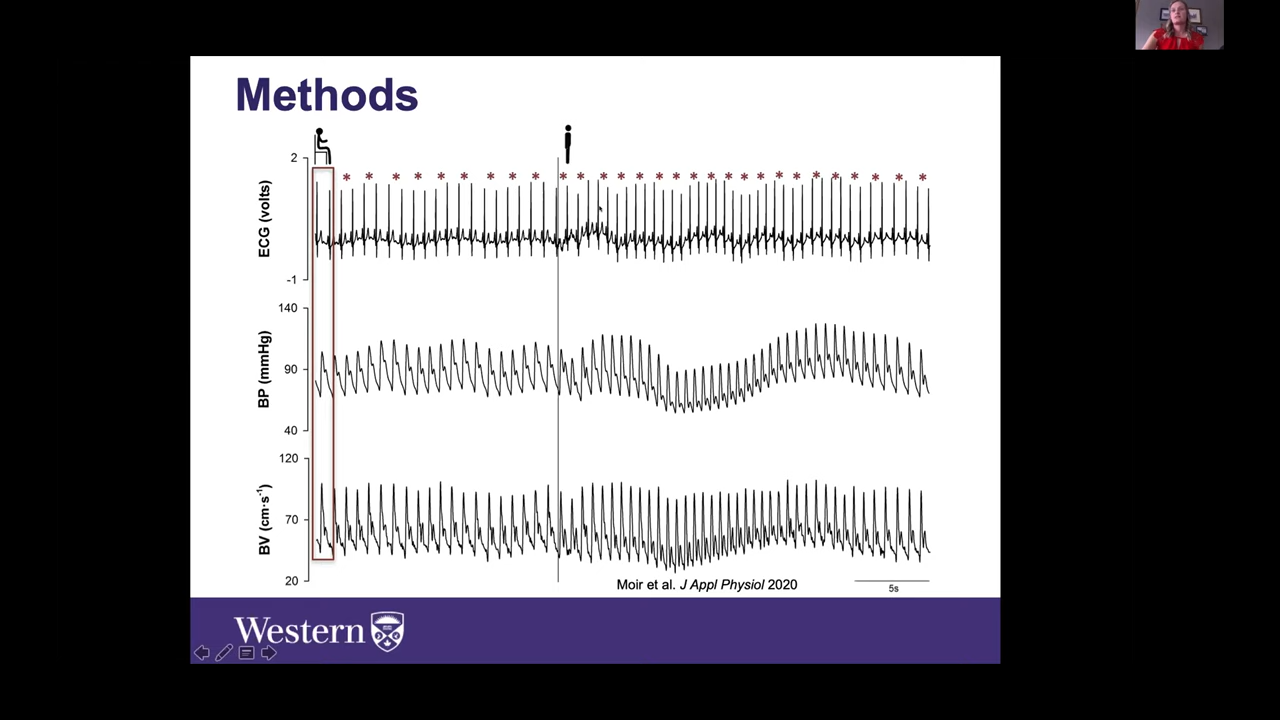 Methods
2
* * * * * * * * * * * * * * * * * * * * * * * * * * * *
ECG (volts)
-1
140
BP (mmHg)
90
40
120
BV (cm·s⁻¹)
70
20
Moir et al. J Appl Physiol 2020
5s
Western